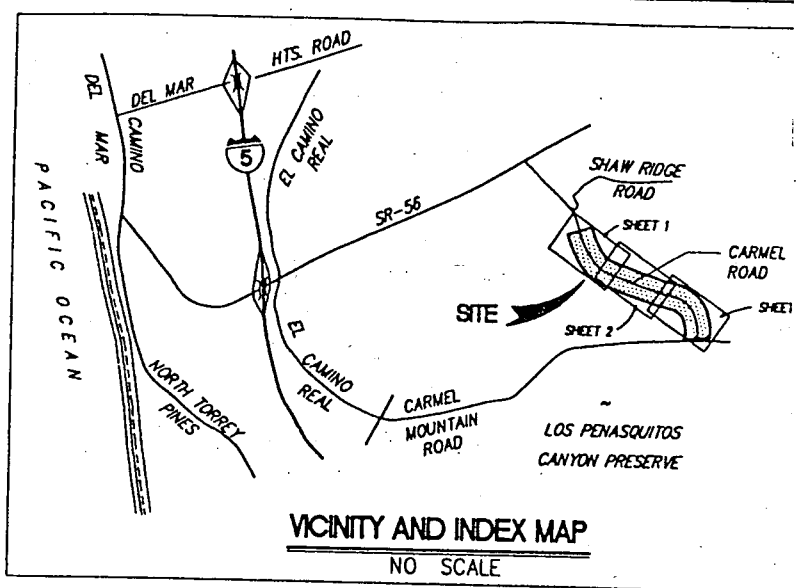 HTS. ROAD
DEL MAR
DEL MAR
CAMINO
5
EL CAMINO
REAL
PACIFIC OCEAN
SR-56
SHAW RIDGE
ROAD
SHEET 1
CARMEL
ROAD
SITE
SHEET 2
SHEET
EL
CAMINO
REAL
NORTH TORREY
PINES
CARMEL
MOUNTAIN
ROAD
~
LOS PENASQUITOS
CANYON PRESERVE
VICINITY AND INDEX MAP
NO SCALE